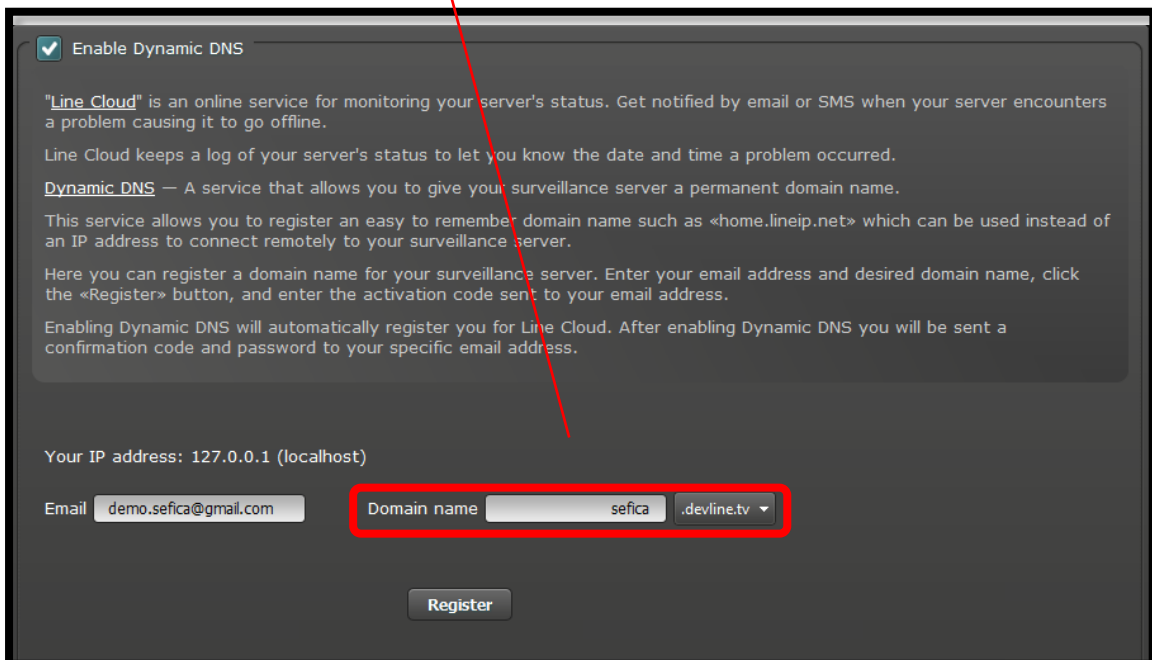 Enable Dynamic DNS
"Line Cloud" is an online service for monitoring your server's status. Get notified by email or SMS when your server encounters
a problem causing it to go offline.
Line Cloud keeps a log of your server's status to let you know the date and time a problem occurred.
Dynamic DNS — A service that allows you to give your surveillance server a permanent domain name.
This service allows you to register an easy to remember domain name such as «home.lineip.net» which can be used instead of
an IP address to connect remotely to your surveillance server.
Here you can register a domain name for your surveillance server. Enter your email address and desired domain name, click
the «Register» button, and enter the activation code sent to your email address.
Enabling Dynamic DNS will automatically register you for Line Cloud. After enabling Dynamic DNS you will be sent a
confirmation code and password to your specific email address.
Your IP address: 127.0.0.1 (localhost)
Email demo.sefica@gmail.com Domain name sefica .devline.tv
Register